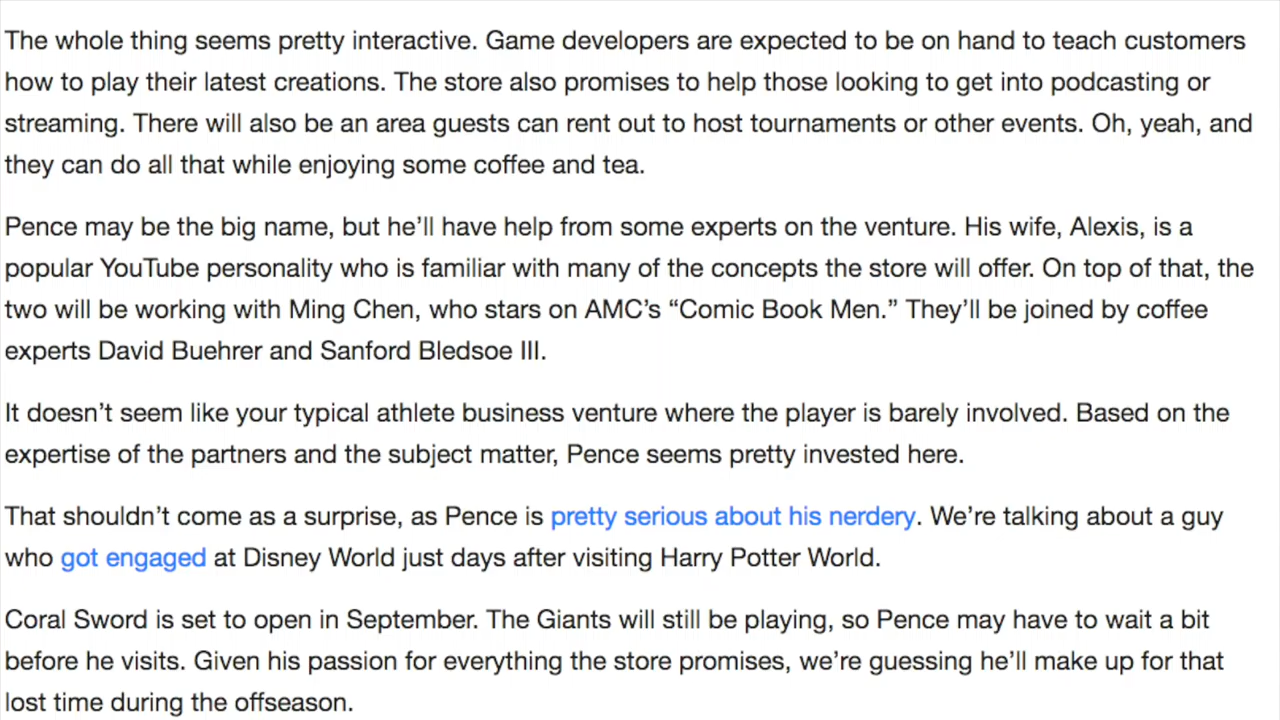 The whole thing seems pretty interactive. Game developers are expected to be on hand to teach customers
how to play their latest creations. The store also promises to help those looking to get into podcasting or
streaming. There will also be an area guests can rent out to host tournaments or other events. Oh, yeah, and
they can do all that while enjoying some coffee and tea.
Pence may be the big name, but he’ll have help from some experts on the venture. His wife, Alexis, is a
popular YouTube personality who is familiar with many of the concepts the store will offer. On top of that, the
two will be working with Ming Chen, who stars on AMC’s “Comic Book Men.” They’ll be joined by coffee
experts David Buehrer and Sanford Bledsoe III.
It doesn’t seem like your typical athlete business venture where the player is barely involved. Based on the
expertise of the partners and the subject matter, Pence seems pretty invested here.
That shouldn’t come as a surprise, as Pence is pretty serious about his nerdery. We’re talking about a guy
who got engaged at Disney World just days after visiting Harry Potter World.
Coral Sword is set to open in September. The Giants will still be playing, so Pence may have to wait a bit
before he visits. Given his passion for everything the store promises, we’re guessing he’ll make up for that
lost time during the offseason.